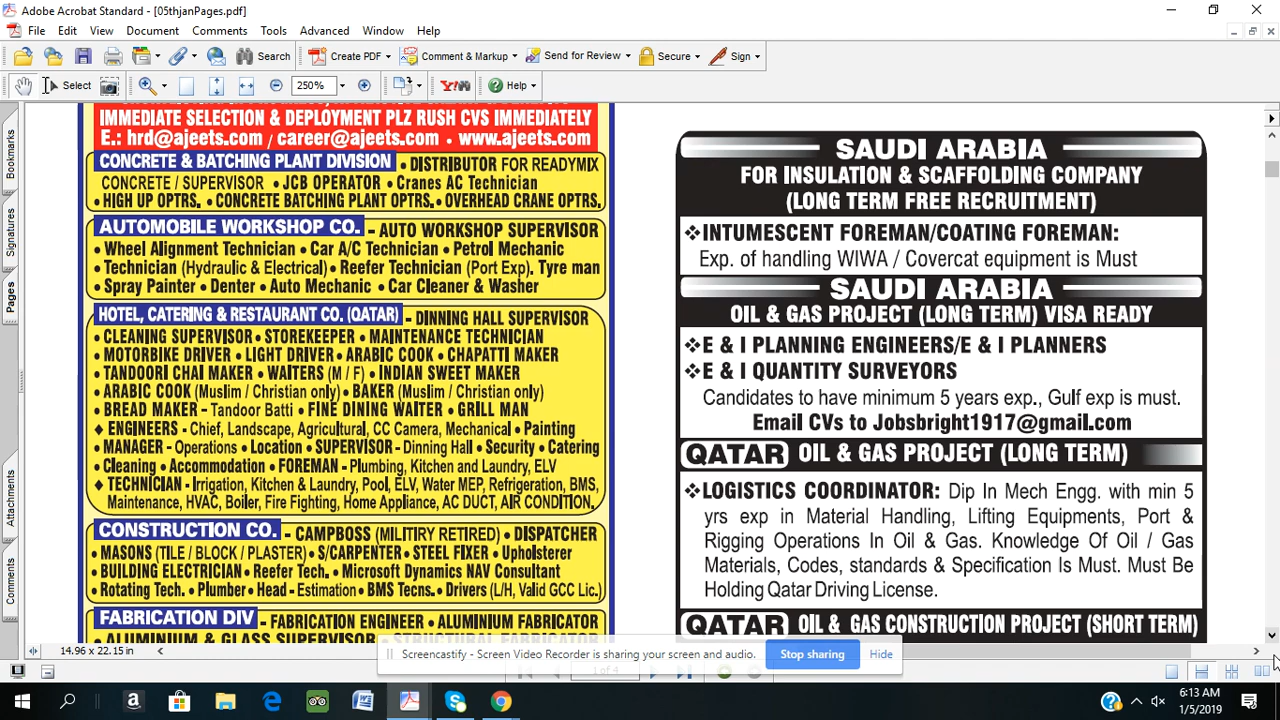 Adobe Acrobat Standard - [05thjanPages.pdf]
File Edit View Document Comments Tools Advanced Window Help
Search Create PDF Comment & Markup Send for Review Secure Sign
Select 250% Y! Help
Bookmarks
Signatures
Pages
Attachments
Comments
IMMEDIATE SELECTION & DEPLOYMENT PLZ RUSH CVS IMMEDIATELY
E.: hrd@ajeets.com / career@ajeets.com • www.ajeets.com
CONCRETE & BATCHING PLANT DIVISION • DISTRIBUTOR FOR READYMIX
CONCRETE / SUPERVISOR • JCB OPERATOR • Cranes AC Technician
• HIGH UP OPTRS. • CONCRETE BATCHING PLANT OPTRS. • OVERHEAD CRANE OPTRS.
AUTOMOBILE WORKSHOP CO. – AUTO WORKSHOP SUPERVISOR
• Wheel Alignment Technician • Car A/C Technician • Petrol Mechanic
• Technician (Hydraulic & Electrical) • Reefer Technician (Port Exp). Tyre man
• Spray Painter • Denter • Auto Mechanic • Car Cleaner & Washer
HOTEL, CATERING & RESTAURANT CO. (QATAR) – DINNING HALL SUPERVISOR
• CLEANING SUPERVISOR • STOREKEEPER • MAINTENANCE TECHNICIAN
• MOTORBIKE DRIVER • LIGHT DRIVER • ARABIC COOK • CHAPATTI MAKER
• TANDOORI CHAI MAKER • WAITERS (M / F) • INDIAN SWEET MAKER
• ARABIC COOK (Muslim / Christian only) • BAKER (Muslim / Christian only)
• BREAD MAKER – Tandoor Batti • FINE DINING WAITER • GRILL MAN
♦ ENGINEERS - Chief, Landscape, Agricultural, CC Camera, Mechanical • Painting
• MANAGER – Operations • Location • SUPERVISOR - Dinning Hall • Security • Catering
• Cleaning • Accommodation • FOREMAN - Plumbing, Kitchen and Laundry, ELV
♦ TECHNICIAN - Irrigation, Kitchen & Laundry, Pool, ELV, Water MEP, Refrigeration, BMS,
Maintenance, HVAC, Boiler, Fire Fighting, Home Appliance, AC DUCT, AIR CONDITION.
CONSTRUCTION CO. – CAMPBOSS (MILITIRY RETIRED) • DISPATCHER
• MASONS (TILE / BLOCK / PLASTER) • S/CARPENTER • STEEL FIXER • Upholsterer
• BUILDING ELECTRICIAN • Reefer Tech. • Microsoft Dynamics NAV Consultant
• Rotating Tech. • Plumber • Head – Estimation • BMS Tecns. • Drivers (L/H, Valid GCC Lic.)
FABRICATION DIV – FABRICATION ENGINEER • ALUMINIUM FABRICATOR
• ALUMINIUM & GLASS SUPERVISOR • STRUCTURAL FABRICATOR
SAUDI ARABIA
FOR INSULATION & SCAFFOLDING COMPANY
(LONG TERM FREE RECRUITMENT)
❖INTUMESCENT FOREMAN/COATING FOREMAN:
Exp. of handling WIWA / Covercat equipment is Must
SAUDI ARABIA
OIL & GAS PROJECT (LONG TERM) VISA READY
❖E & I PLANNING ENGINEERS/E & I PLANNERS
❖E & I QUANTITY SURVEYORS
Candidates to have minimum 5 years exp., Gulf exp is must.
Email CVs to Jobsbright1917@gmail.com
QATAR OIL & GAS PROJECT (LONG TERM)
❖LOGISTICS COORDINATOR: Dip In Mech Engg. with min 5
yrs exp in Material Handling, Lifting Equipments, Port &
Rigging Operations In Oil & Gas. Knowledge Of Oil / Gas
Materials, Codes, standards & Specification Is Must. Must Be
Holding Qatar Driving License.
QATAR OIL & GAS CONSTRUCTION PROJECT (SHORT TERM)
14.96 x 22.15 in
Screencastify - Screen Video Recorder is sharing your screen and audio. Stop sharing Hide
1 of 4
6:13 AM
1/5/2019